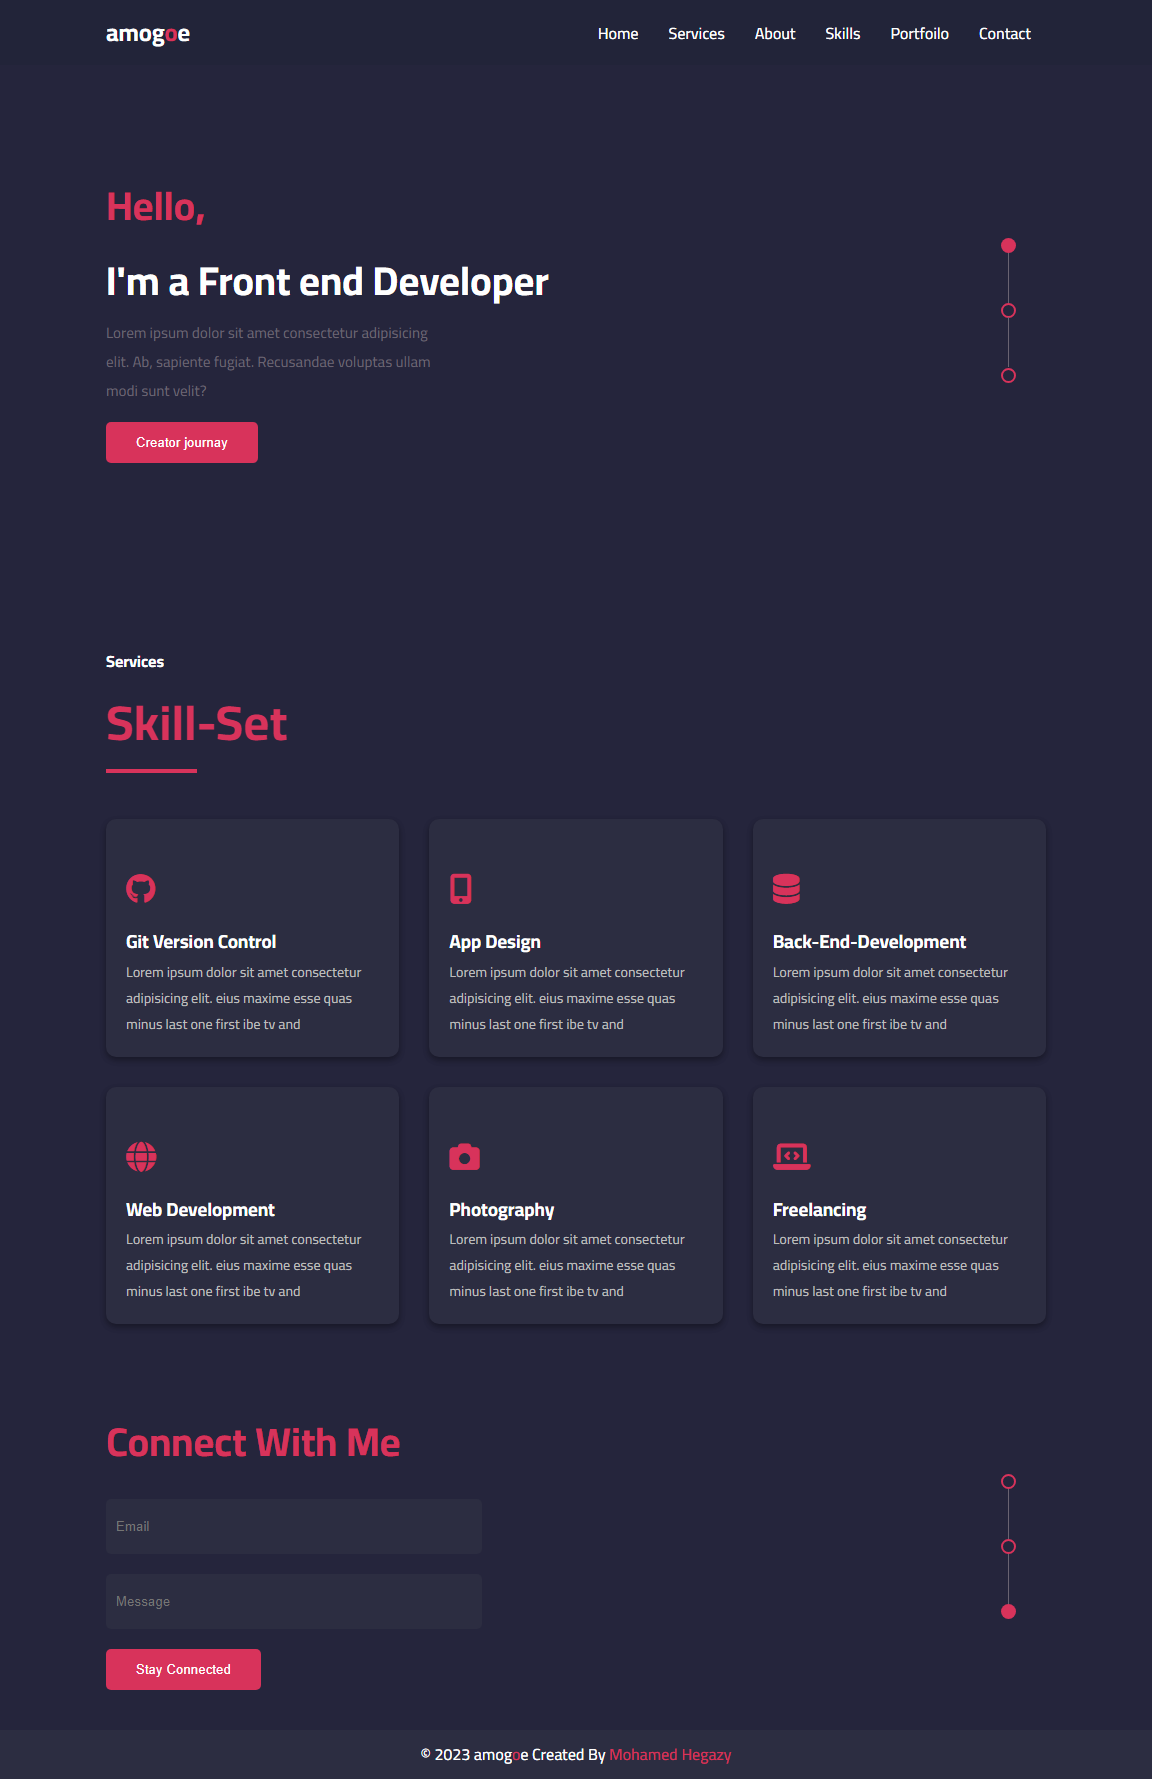 amogoe
Home Services About Skills Portfoilo Contact
Hello,
I'm a Front end Developer
Lorem ipsum dolor sit amet consectetur adipisicing
elit. Ab, sapiente fugiat. Recusandae voluptas ullam
modi sunt velit?
Creator journay
Services
Skill-Set
Git Version Control
Lorem ipsum dolor sit amet consectetur
adipisicing elit. eius maxime esse quas
minus last one first ibe tv and
App Design
Lorem ipsum dolor sit amet consectetur
adipisicing elit. eius maxime esse quas
minus last one first ibe tv and
Back-End-Development
Lorem ipsum dolor sit amet consectetur
adipisicing elit. eius maxime esse quas
minus last one first ibe tv and
Web Development
Lorem ipsum dolor sit amet consectetur
adipisicing elit. eius maxime esse quas
minus last one first ibe tv and
Photography
Lorem ipsum dolor sit amet consectetur
adipisicing elit. eius maxime esse quas
minus last one first ibe tv and
Freelancing
Lorem ipsum dolor sit amet consectetur
adipisicing elit. eius maxime esse quas
minus last one first ibe tv and
Connect With Me
Email
Message
Stay Connected
© 2023 amogoe Created By Mohamed Hegazy